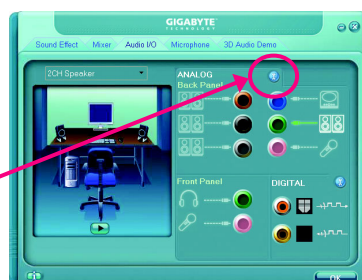 GIGABYTE
TECHNOLOGY
Sound Effect Mixer Audio I/O Microphone 3D Audio Demo
2CH Speaker
ANALOG
Back Panel
Front Panel
DIGITAL
OK